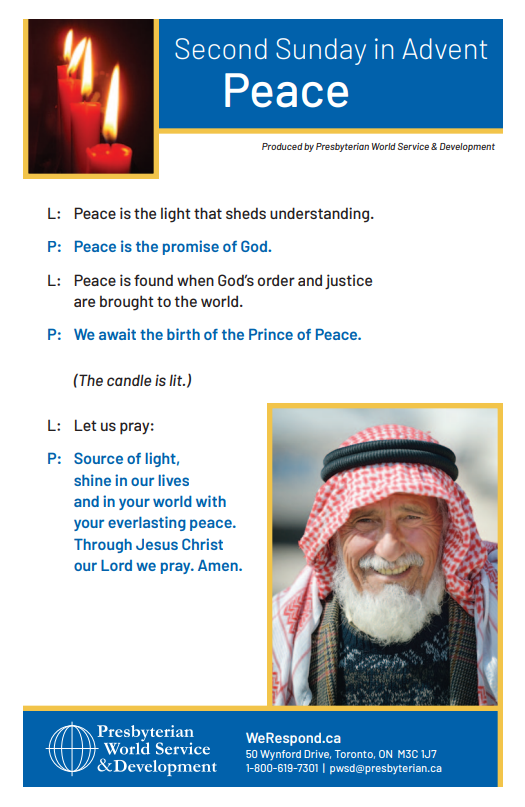 Second Sunday in Advent
Peace
Produced by Presbyterian World Service & Development
L: Peace is the light that sheds understanding.
P: Peace is the promise of God.
L: Peace is found when God's order and justice
are brought to the world.
P: We await the birth of the Prince of Peace.
(The candle is lit.)
L: Let us pray:
P: Source of light,
shine in our lives
and in your world with
your everlasting peace.
Through Jesus Christ
our Lord we pray. Amen.
Presbyterian
World Service
&Development
WeRespond.ca
50 Wynford Drive, Toronto, ON M3C 1J7
1-800-619-7301 | pwsd@presbyterian.ca